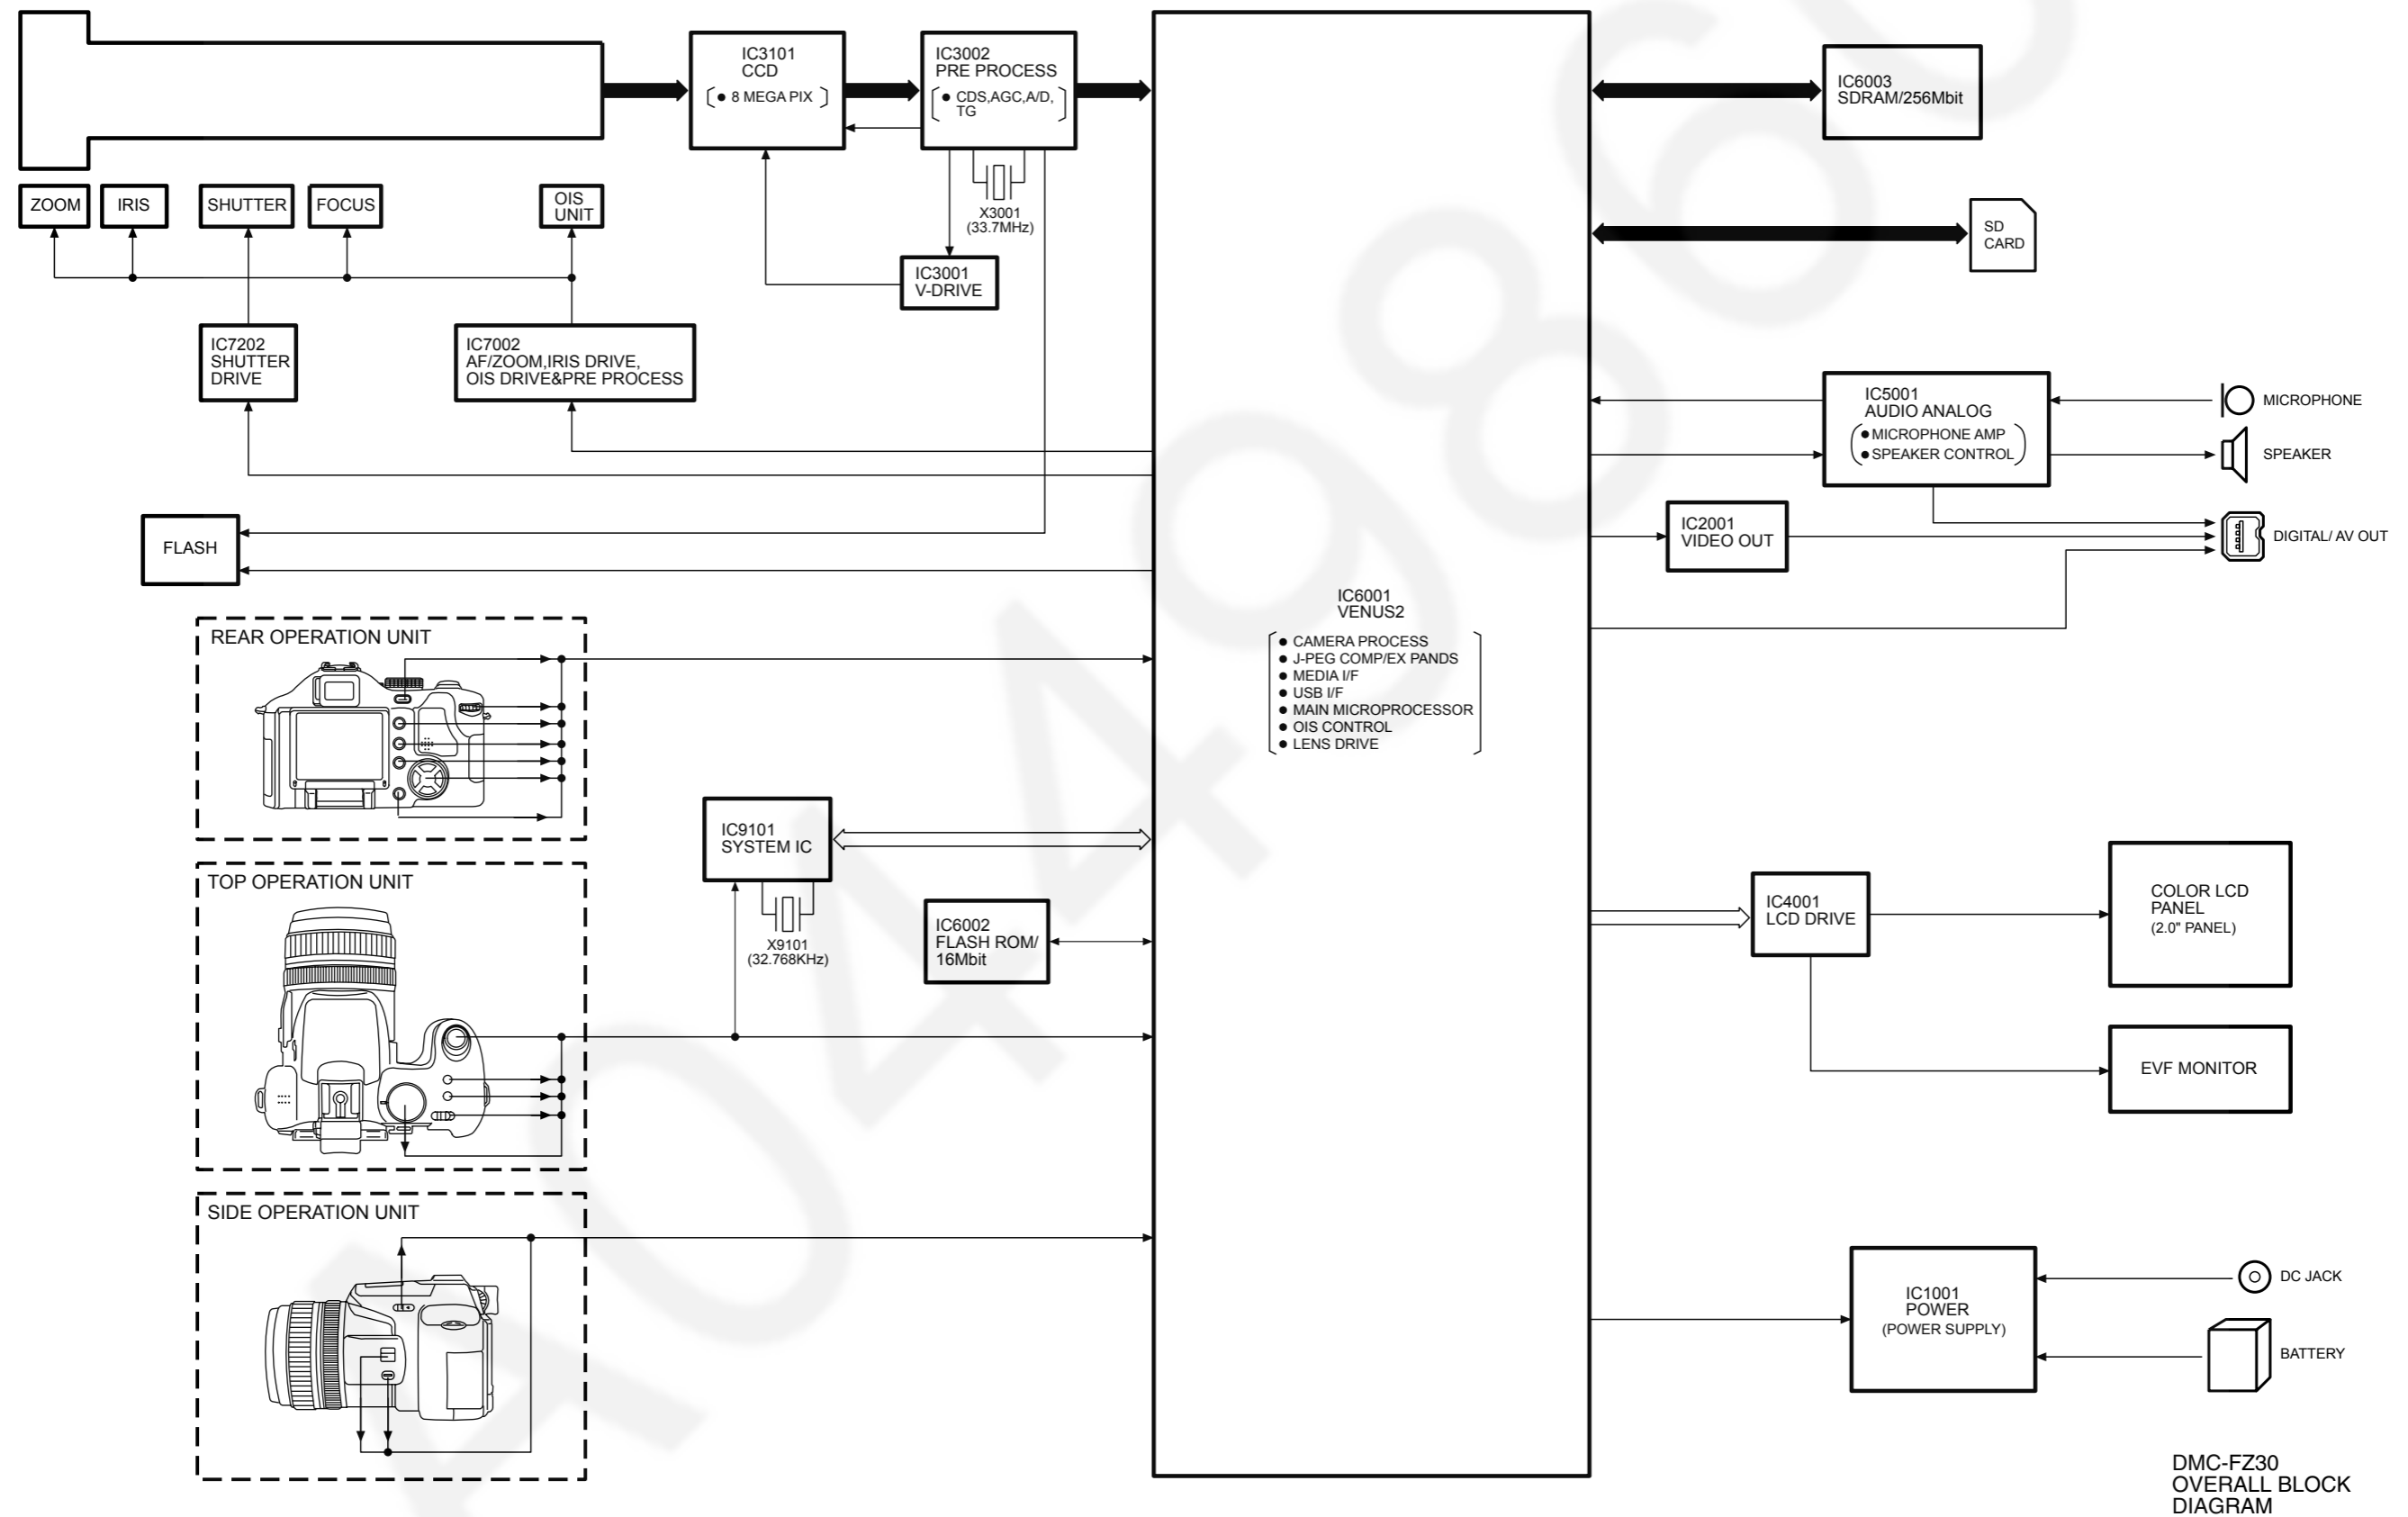 IC3101
CCD
● 8 MEGA PIX
IC3002
PRE PROCESS
● CDS,AGC,A/D,
TG
IC6003
SDRAM/256Mbit
ZOOM
IRIS
SHUTTER
FOCUS
OIS
UNIT
X3001
(33.7MHz)
SD
CARD
IC3001
V-DRIVE
IC7202
SHUTTER
DRIVE
IC7002
AF/ZOOM,IRIS DRIVE,
OIS DRIVE&PRE PROCESS
IC5001
AUDIO ANALOG
● MICROPHONE AMP
● SPEAKER CONTROL
MICROPHONE
SPEAKER
FLASH
IC2001
VIDEO OUT
DIGITAL/ AV OUT
IC6001
VENUS2
● CAMERA PROCESS
● J-PEG COMP/EX PANDS
● MEDIA I/F
● USB I/F
● MAIN MICROPROCESSOR
● OIS CONTROL
● LENS DRIVE
REAR OPERATION UNIT
IC9101
SYSTEM IC
X9101
(32.768KHz)
TOP OPERATION UNIT
IC6002
FLASH ROM/
16Mbit
IC4001
LCD DRIVE
COLOR LCD
PANEL
(2.0" PANEL)
EVF MONITOR
SIDE OPERATION UNIT
IC1001
POWER
(POWER SUPPLY)
DC JACK
BATTERY
DMC-FZ30
OVERALL BLOCK
DIAGRAM